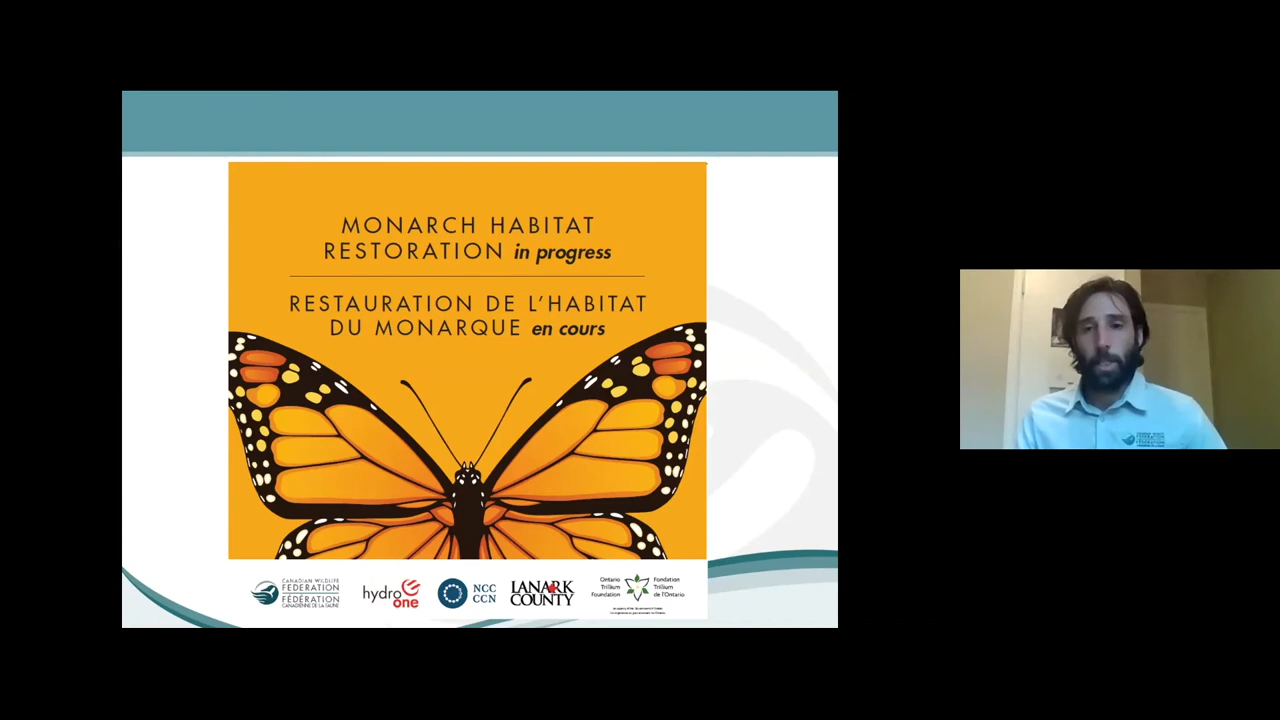 MONARCH HABITAT
RESTORATION in progress
RESTAURATION DE L'HABITAT
DU MONARQUE en cours
CANADIAN WILDLIFE
FEDERATION
FÉDÉRATION
CANADIENNE DE LA FAUNE
hydro
one
NCC
CCN
LANARK
COUNTY
Ontario
Trillium
Foundation
Fondation
Trillium
de l'Ontario